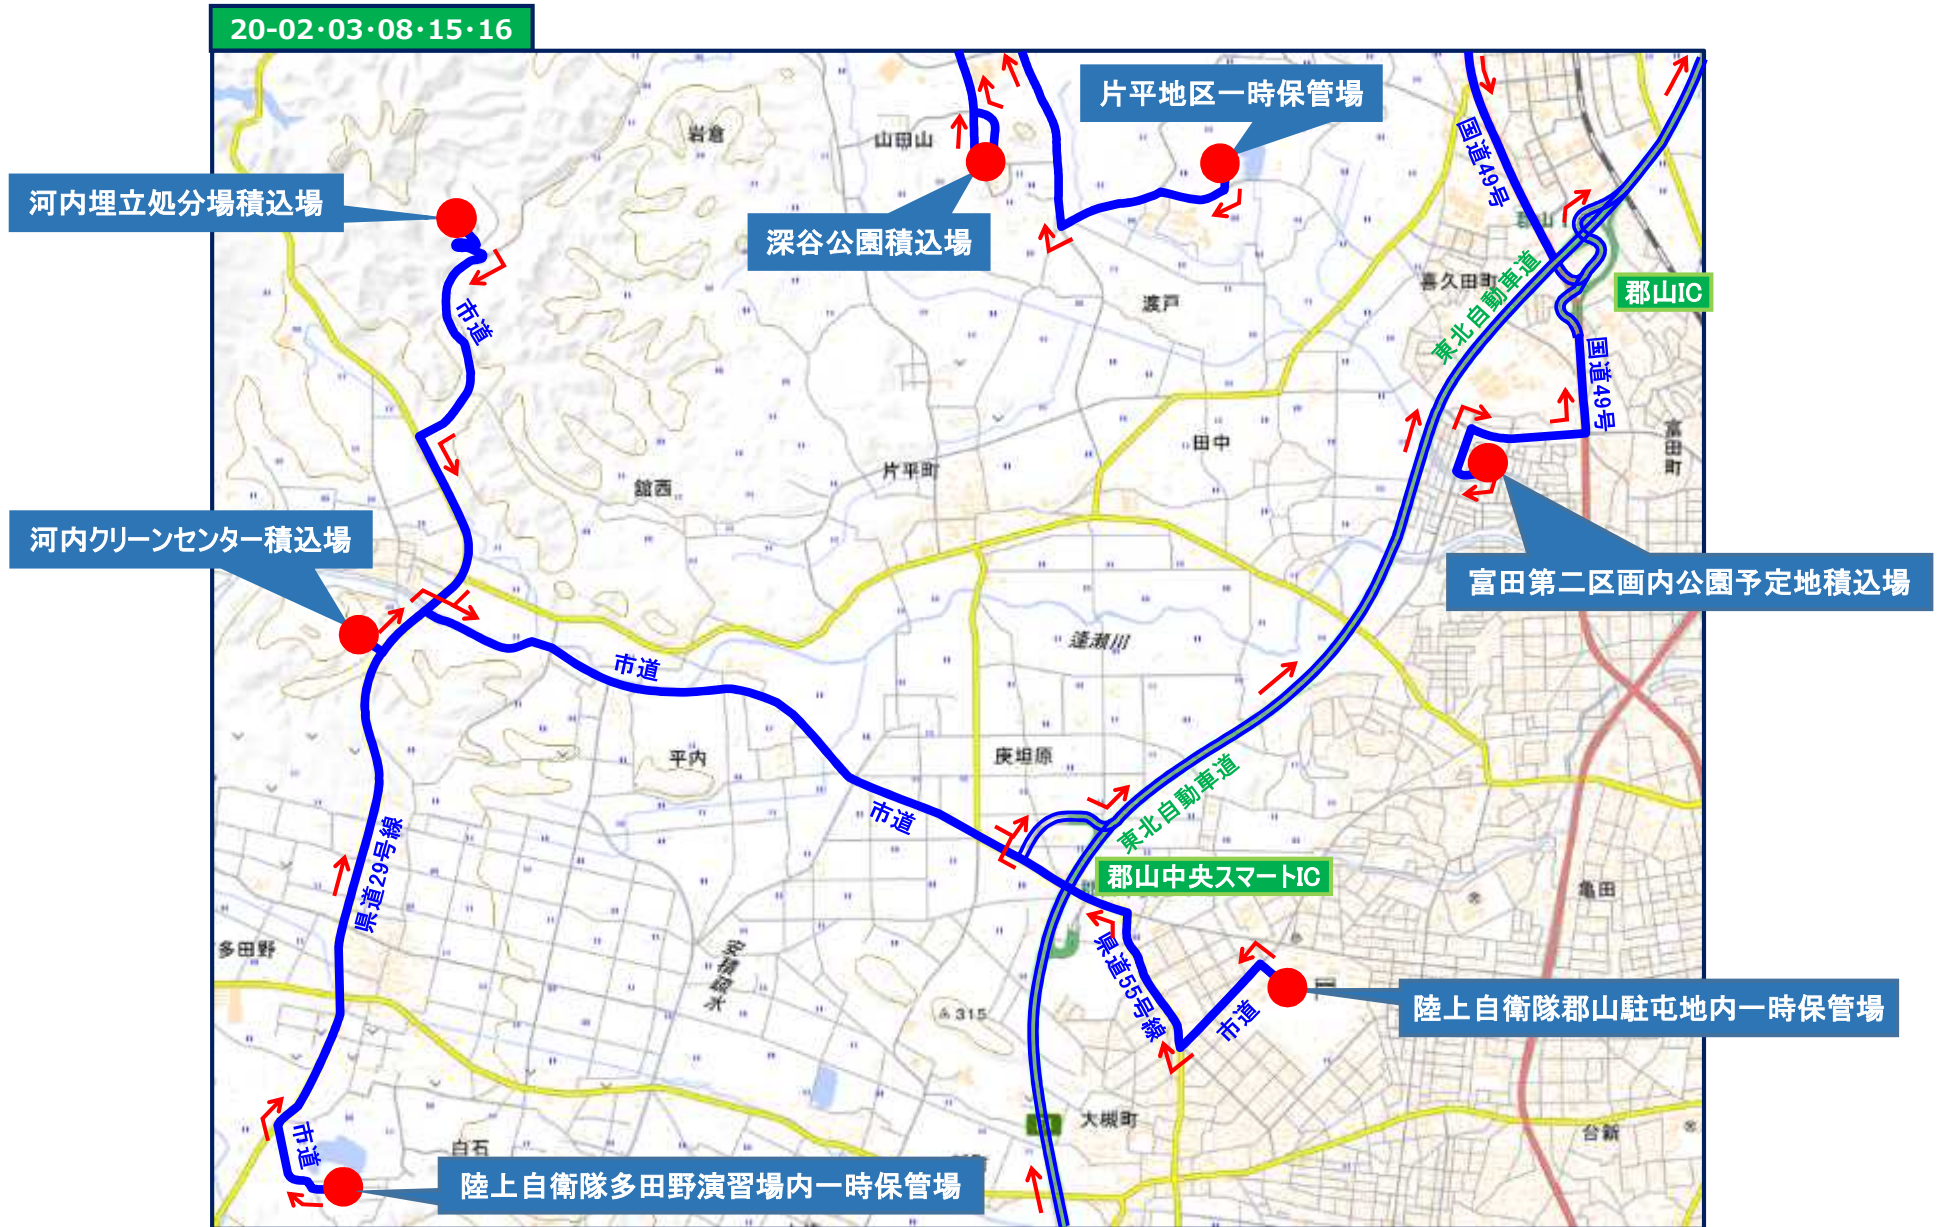 20-02･03･08･15･16
片平地区一時保管場
岩倉
山田山
国道49号
河内埋立処分場積込場
深谷公園積込場
郡山
喜久田町
郡山IC
渡戸
市道
東北自動車道
国道49号
富田町
田中
片平町
舘西
河内クリーンセンター積込場
富田第二区画内公園予定地積込場
逢瀬川
市道
平内
庚坦原
東北自動車道
市道
県道29号線
郡山中央スマートIC
亀田
多田野
安積疏水
県道55号線
315
市道
陸上自衛隊郡山駐屯地内一時保管場
大槻町
台新
市道
白石
陸上自衛隊多田野演習場内一時保管場